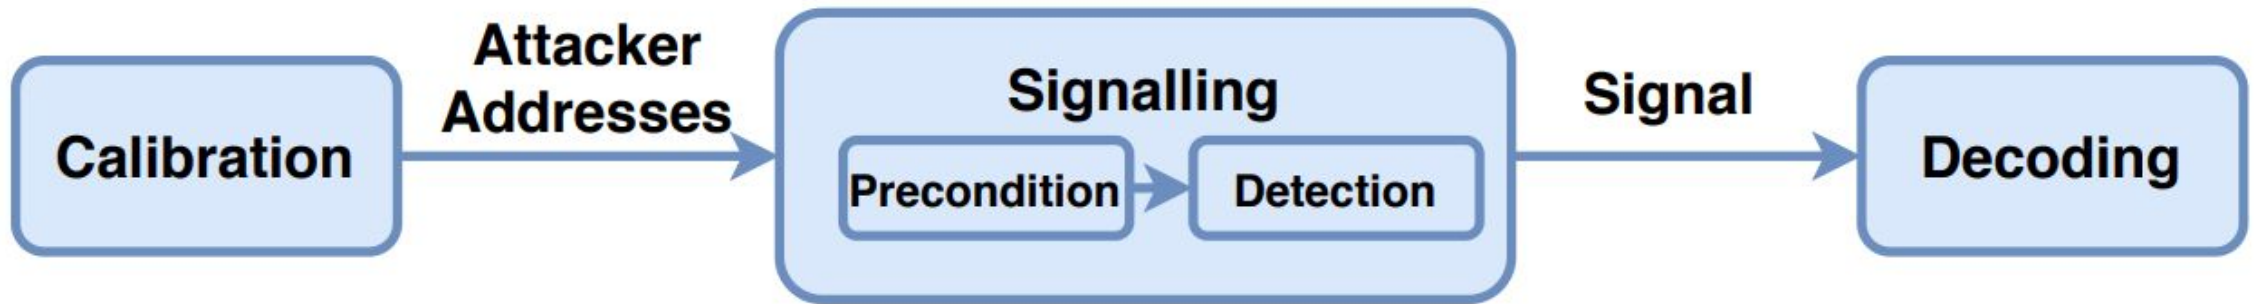 Calibration
Attacker
Addresses
Signalling
Precondition
Detection
Signal
Decoding